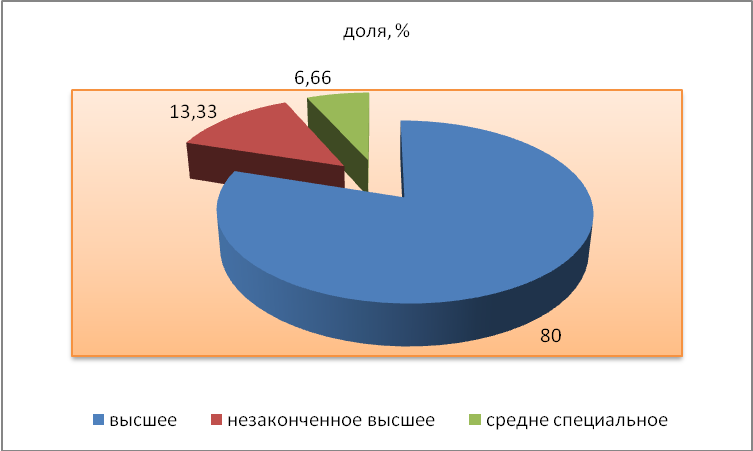 доля, %
6,66
13,33
80
высшее незаконченное высшее средне специальное